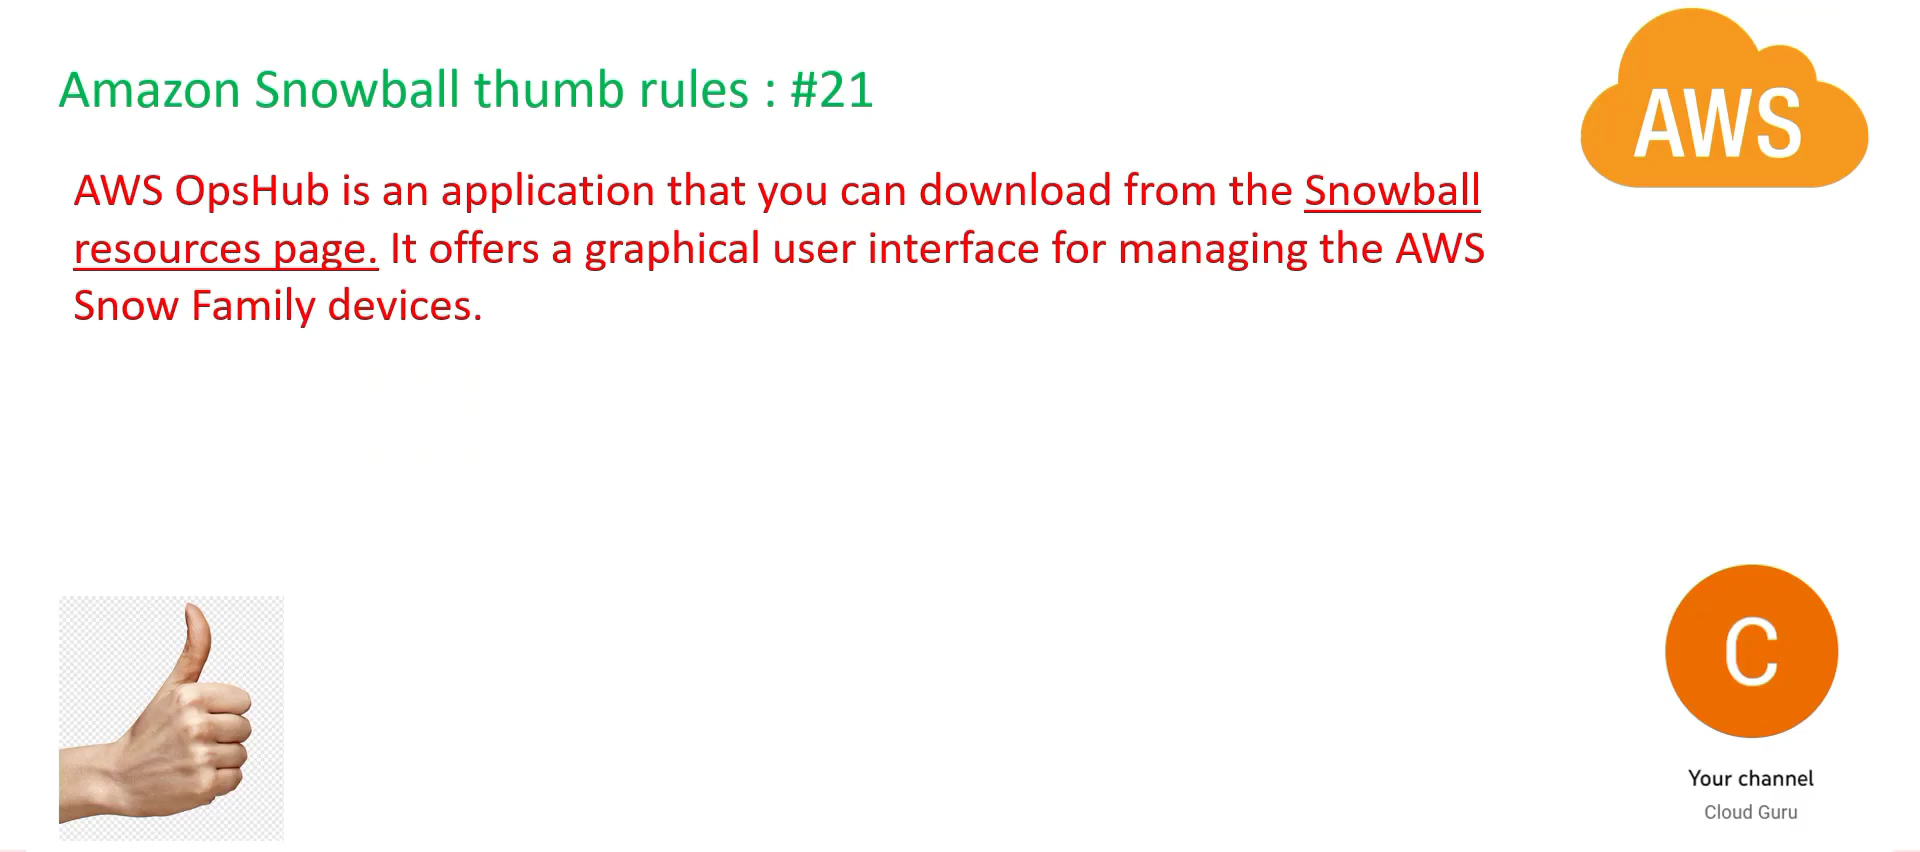 Amazon Snowball thumb rules : #21
AWS
AWS OpsHub is an application that you can download from the Snowball
resources page. It offers a graphical user interface for managing the AWS
Snow Family devices.
C
Your channel
Cloud Guru